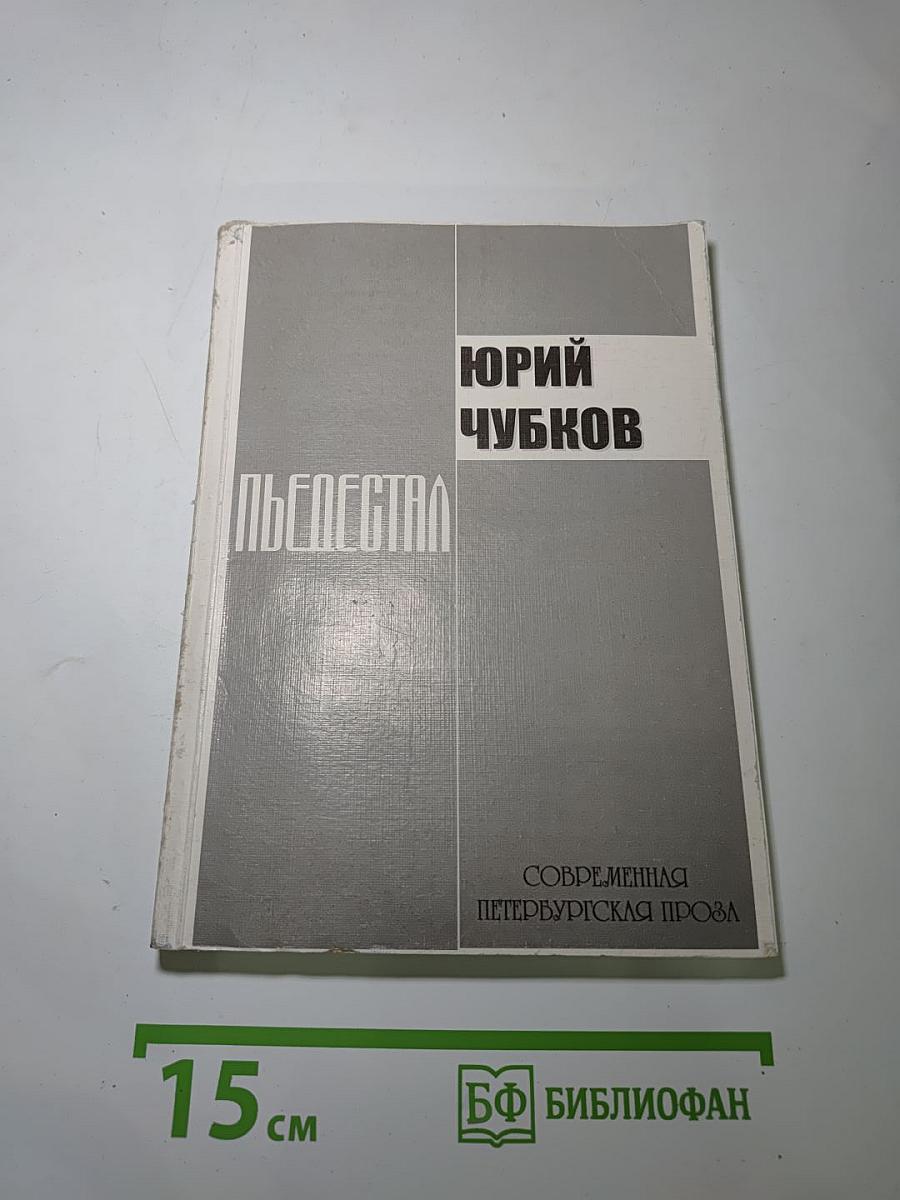 ЮРИЙ
ЧУБКОВ
ПЬЕДЕСТАЛ
СОВРЕМЕННАЯ
ПЕТЕРБУРГСКАЯ ПРОЗА
15 см
БФ БИБЛИОФАН